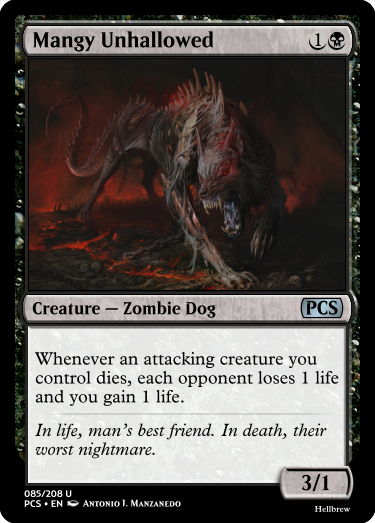 Mangy Unhallowed 1
Creature — Zombie Dog PCS
Whenever an attacking creature you
control dies, each opponent loses 1 life
and you gain 1 life.
In life, man's best friend. In death, their
worst nightmare.
3/1
085/208 U
PCS • EN Antonio J. Manzanedo
Hellbrew